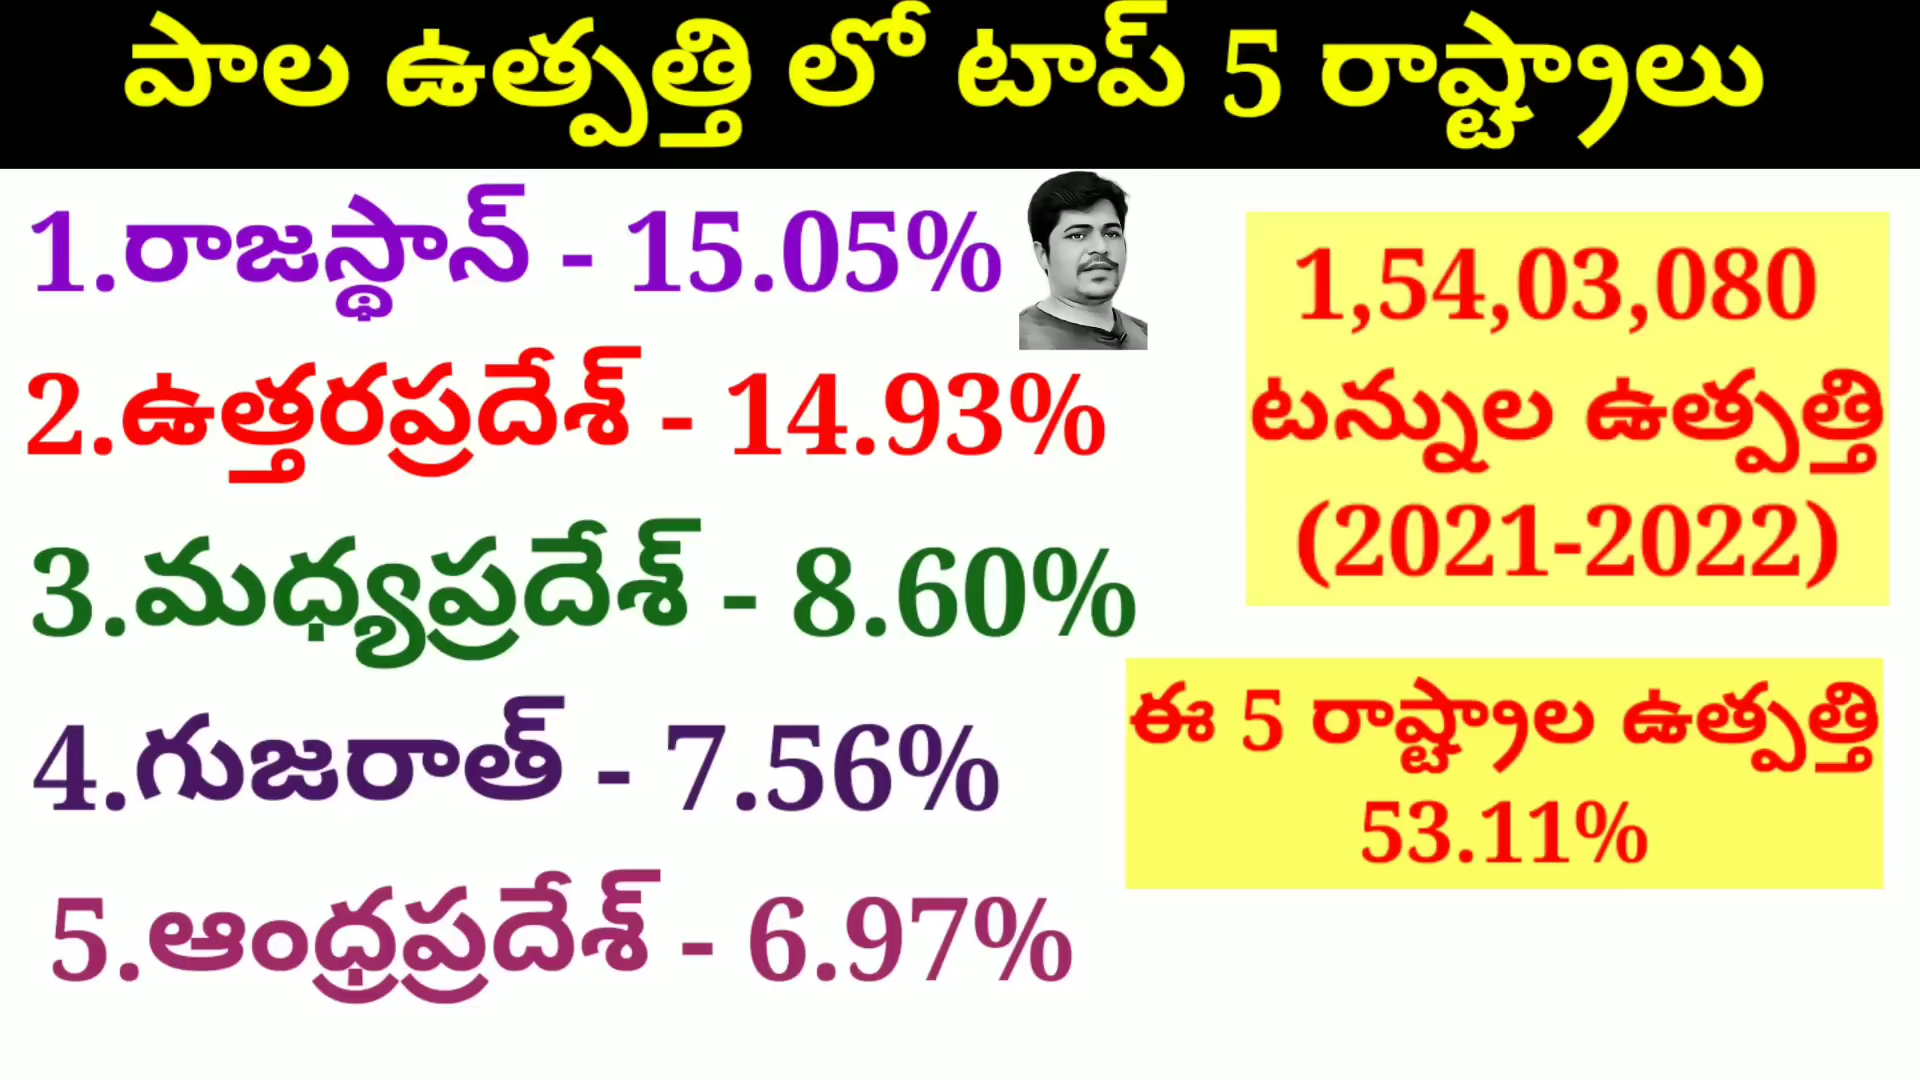 పాల ఉత్పత్తి లో టాప్ 5 రాష్ట్రాలు
1.రాజస్థాన్ - 15.05%
2.ఉత్తరప్రదేశ్ - 14.93%
3.మధ్యప్రదేశ్ - 8.60%
4.గుజరాత్ - 7.56%
5.ఆంధ్రప్రదేశ్ - 6.97%
1,54,03,080
టన్నుల ఉత్పత్తి
(2021-2022)
ఈ 5 రాష్ట్రాల ఉత్పత్తి
53.11%